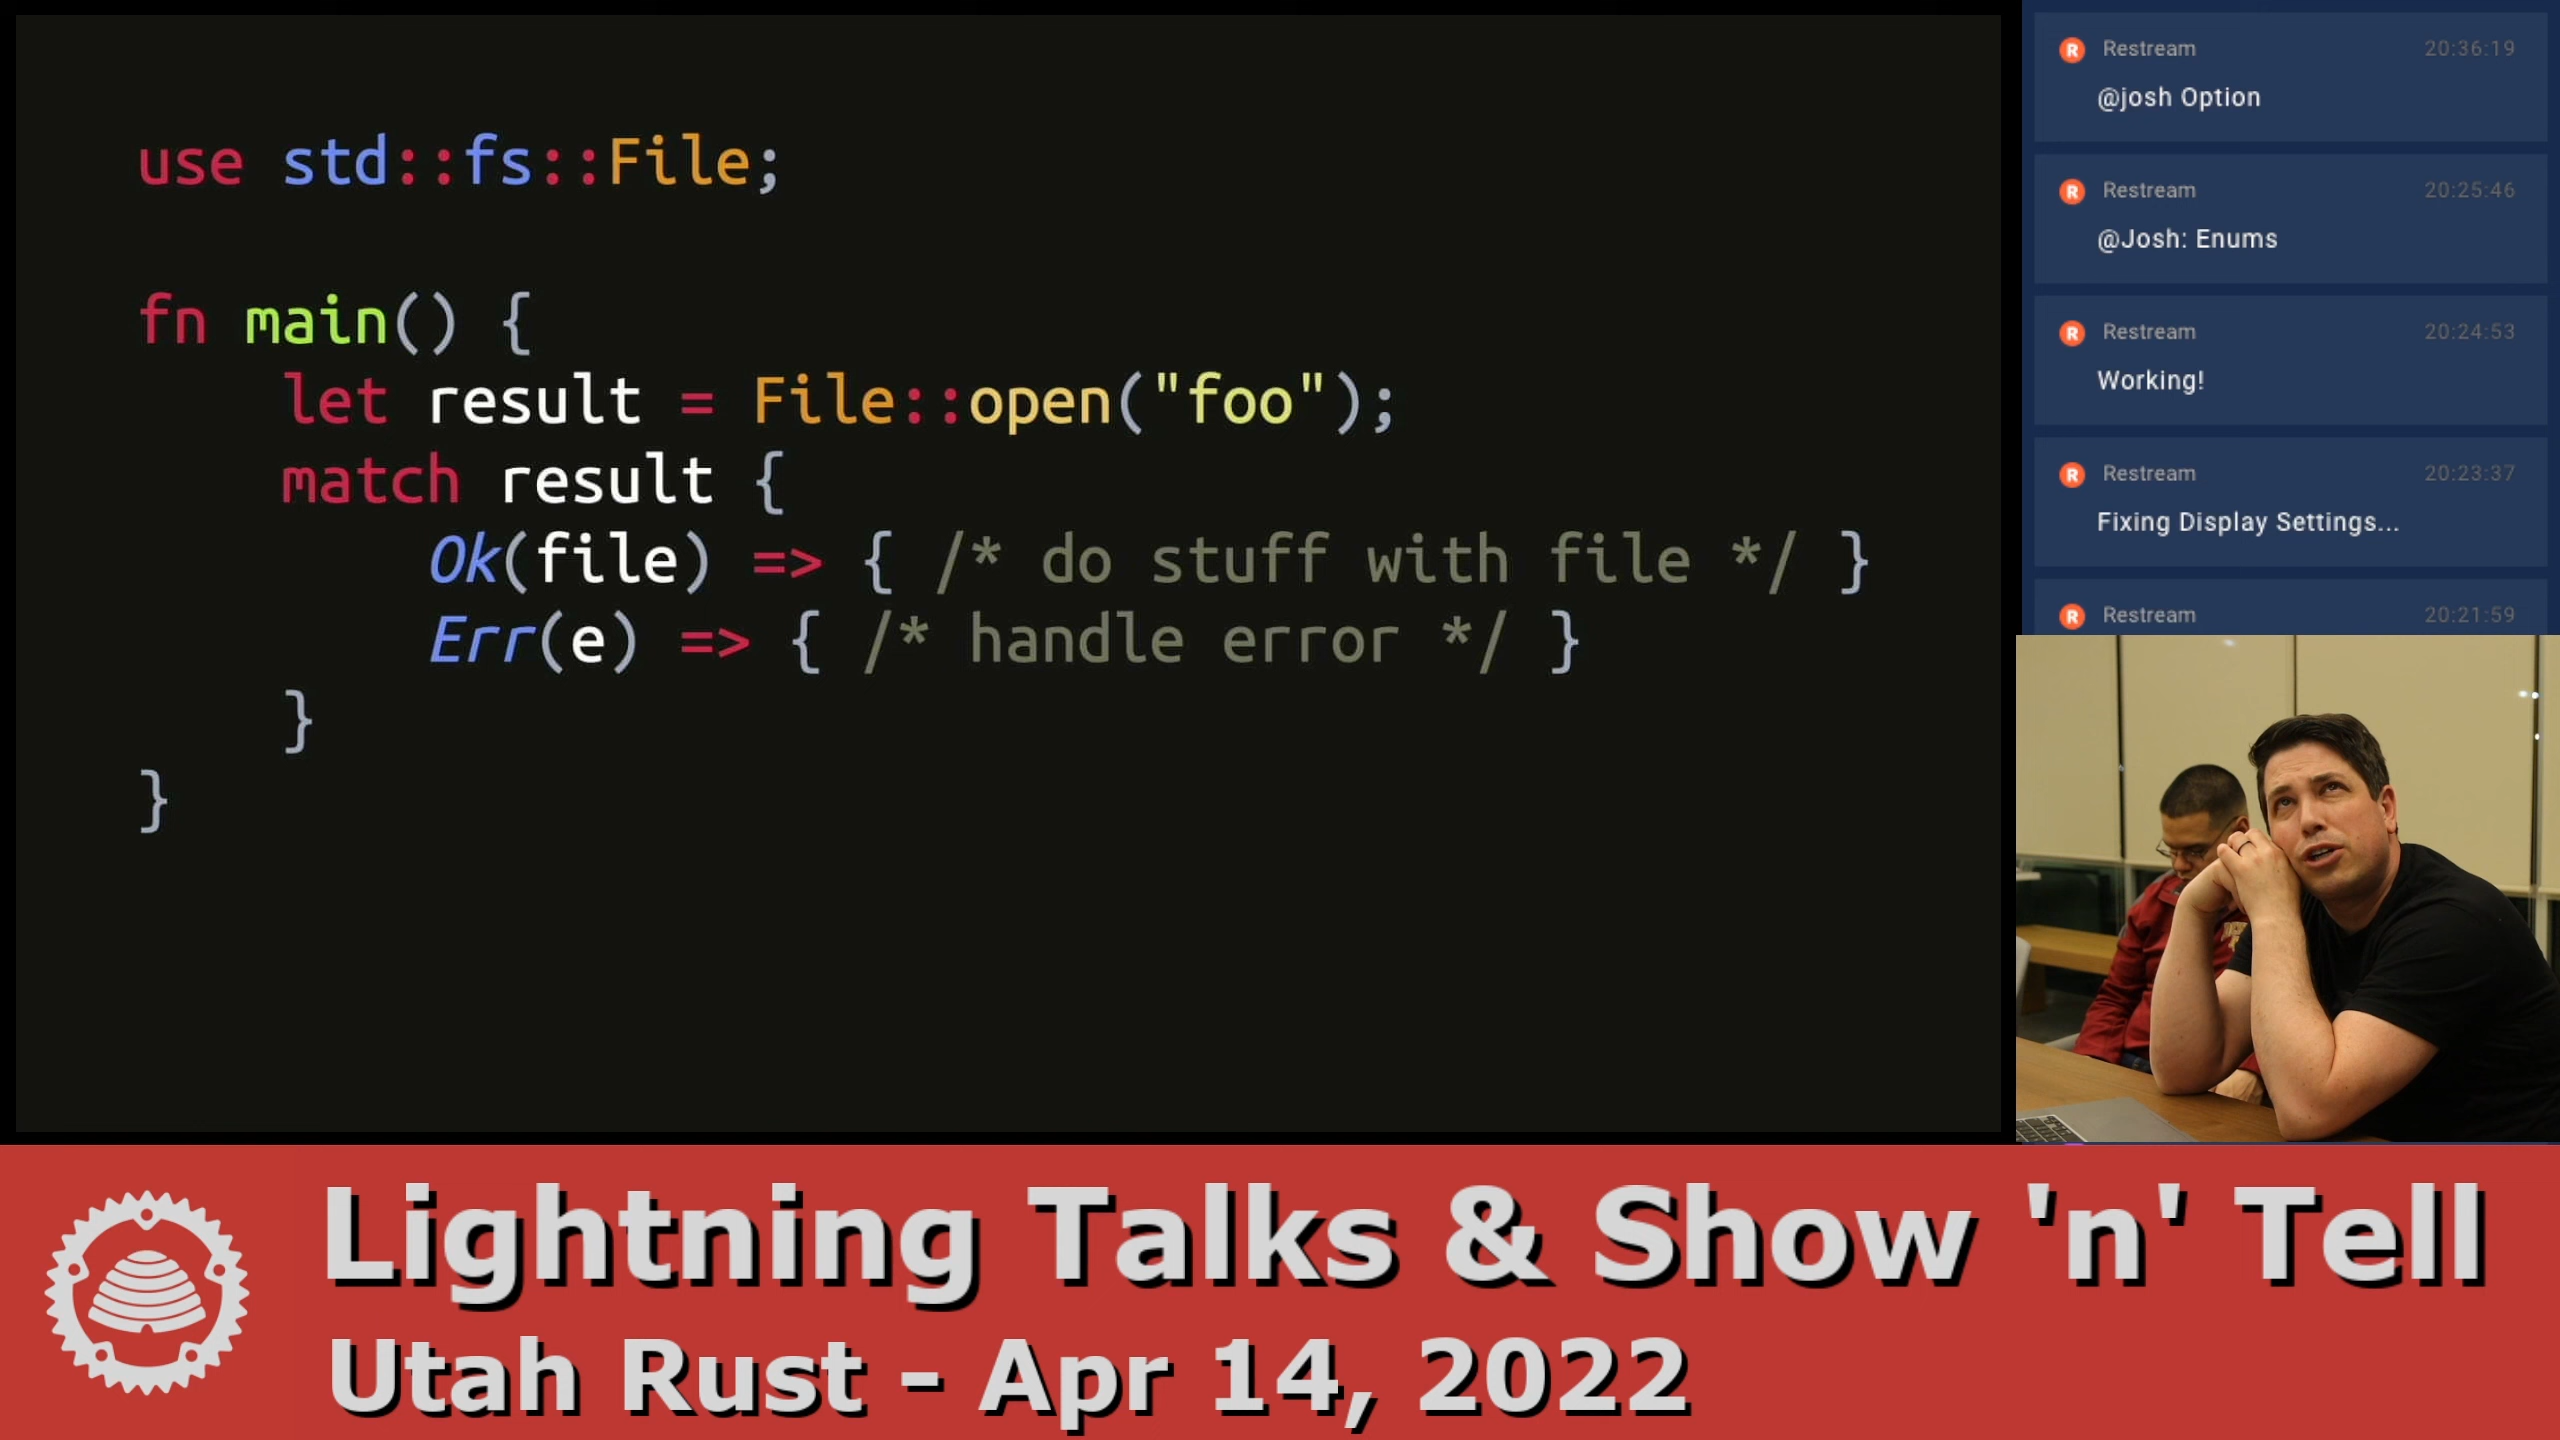 use std::fs::File;
fn main() {
let result = File::open("foo");
match result {
Ok(file) => { /* do stuff with file */ }
Err(e) => { /* handle error */ }
}
}
Restream 20:36:19
@josh Option
Restream 20:25:46
@Josh: Enums
Restream 20:24:53
Working!
Restream 20:23:37
Fixing Display Settings...
Restream 20:21:59
Lightning Talks & Show 'n' Tell
Utah Rust - Apr 14, 2022